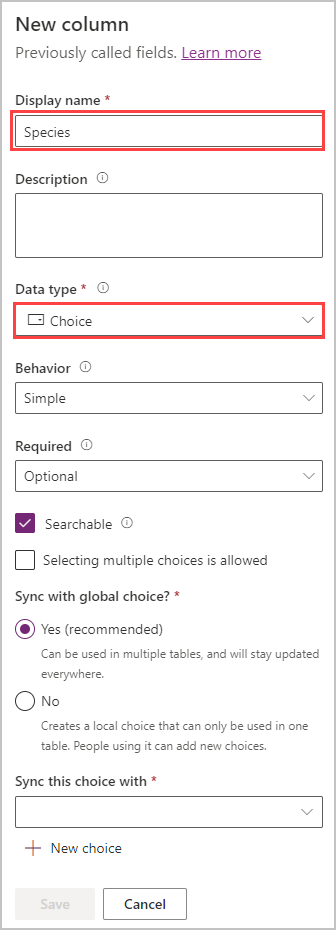 New column
Previously called fields. Learn more
Display name *
Species
Description
Data type *
Choice
Behavior
Simple
Required
Optional
Searchable
Selecting multiple choices is allowed
Sync with global choice? *
Yes (recommended)
Can be used in multiple tables, and will stay updated
everywhere.
No
Creates a local choice that can only be used in one
table. People using it can add new choices.
Sync this choice with *
New choice
Save Cancel